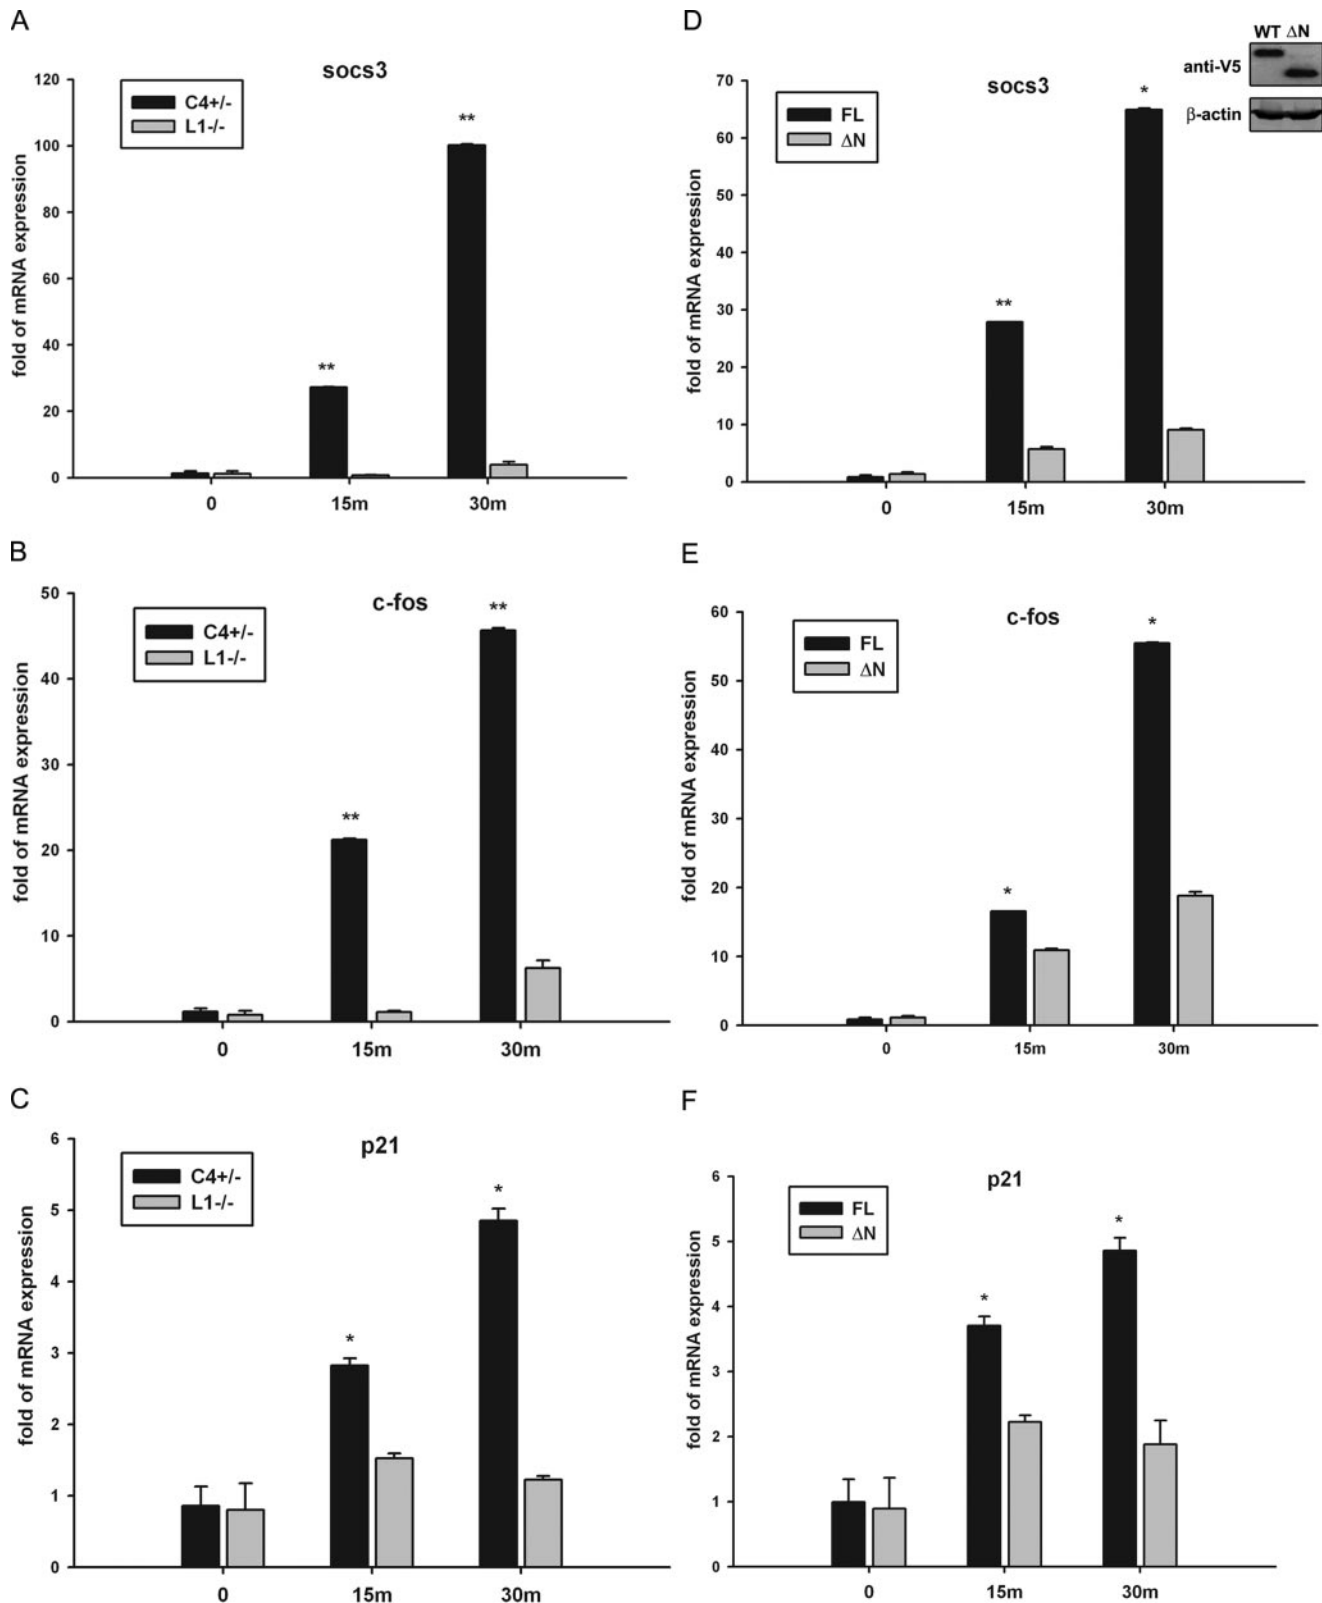 A
socs3
C4+/-
L1-/-
fold of mRNA expression
120
100
80
60
40
20
0
**
**
0 15m 30m
D
WT ΔN
anti-V5
β-actin
socs3
FL
ΔN
fold of mRNA expression
70
60
50
40
30
20
10
0
**
*
0 15m 30m
B
c-fos
C4+/-
L1-/-
fold of mRNA expression
50
40
30
20
10
0
**
**
0 15m 30m
E
c-fos
FL
ΔN
fold of mRNA expression
60
50
40
30
20
10
0
*
*
0 15m 30m
C
p21
C4+/-
L1-/-
fold of mRNA expression
6
5
4
3
2
1
0
*
*
0 15m 30m
F
p21
FL
ΔN
fold of mRNA expression
6
5
4
3
2
1
0
*
*
0 15m 30m